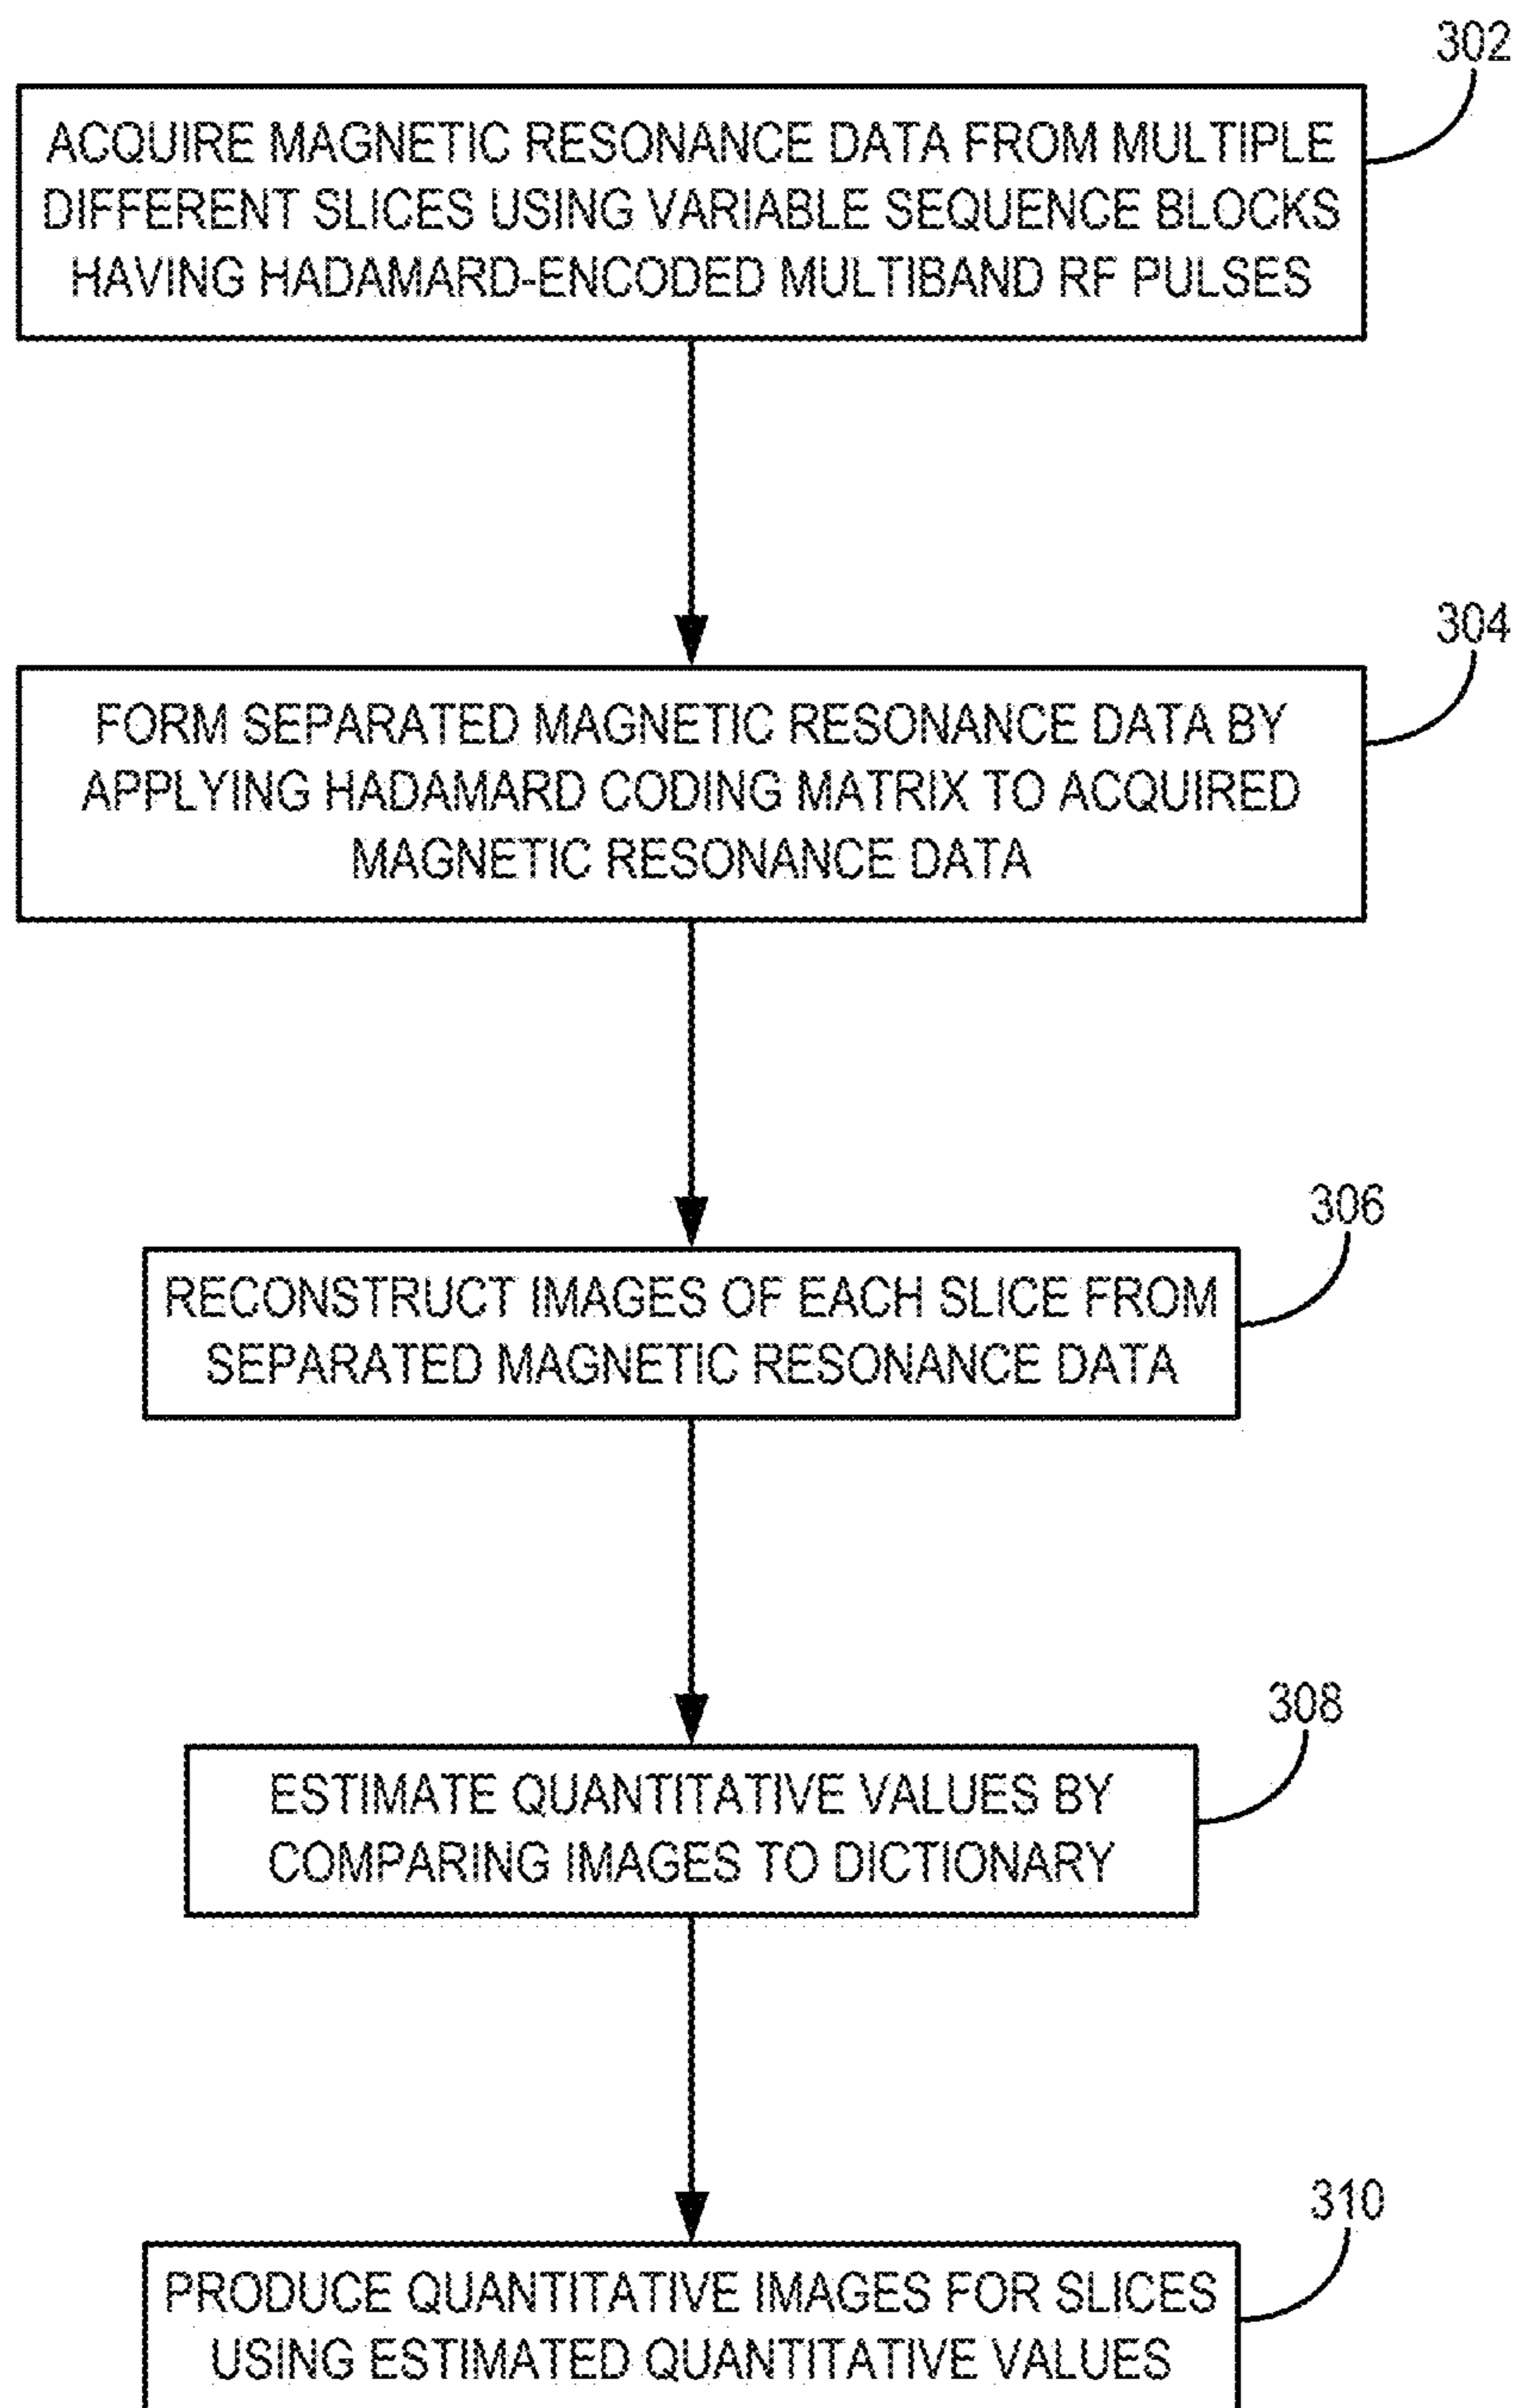 302
ACQUIRE MAGNETIC RESONANCE DATA FROM MULTIPLE
DIFFERENT SLICES USING VARIABLE SEQUENCE BLOCKS
HAVING HADAMARD-ENCODED MULTIBAND RF PULSES
304
FORM SEPARATED MAGNETIC RESONANCE DATA BY
APPLYING HADAMARD CODING MATRIX TO ACQUIRED
MAGNETIC RESONANCE DATA
306
RECONSTRUCT IMAGES OF EACH SLICE FROM
SEPARATED MAGNETIC RESONANCE DATA
308
ESTIMATE QUANTITATIVE VALUES BY
COMPARING IMAGES TO DICTIONARY
310
PRODUCE QUANTITATIVE IMAGES FOR SLICES
USING ESTIMATED QUANTITATIVE VALUES